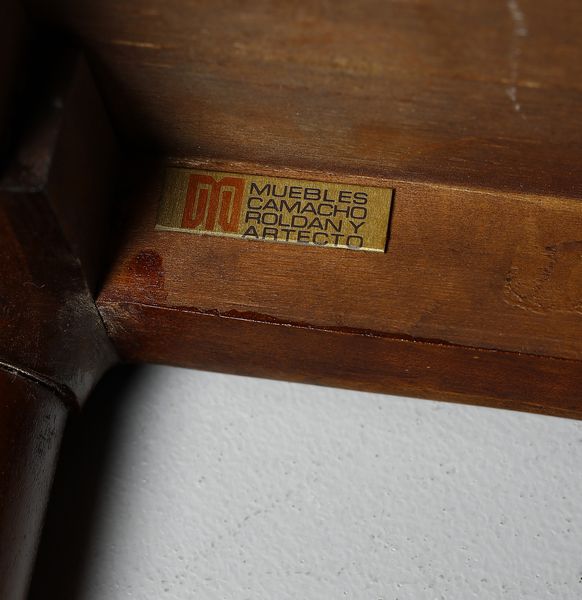 MUEBLES
CAMACHO
ROLDAN Y
ARTECTO